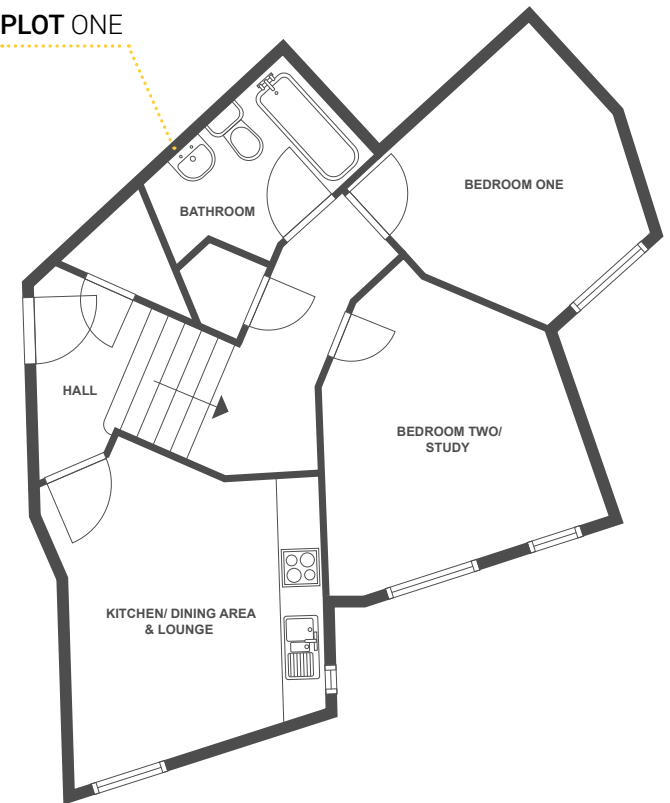 PLOT ONE
BEDROOM ONE
BATHROOM
HALL
BEDROOM TWO/
STUDY
KITCHEN/ DINING AREA
& LOUNGE